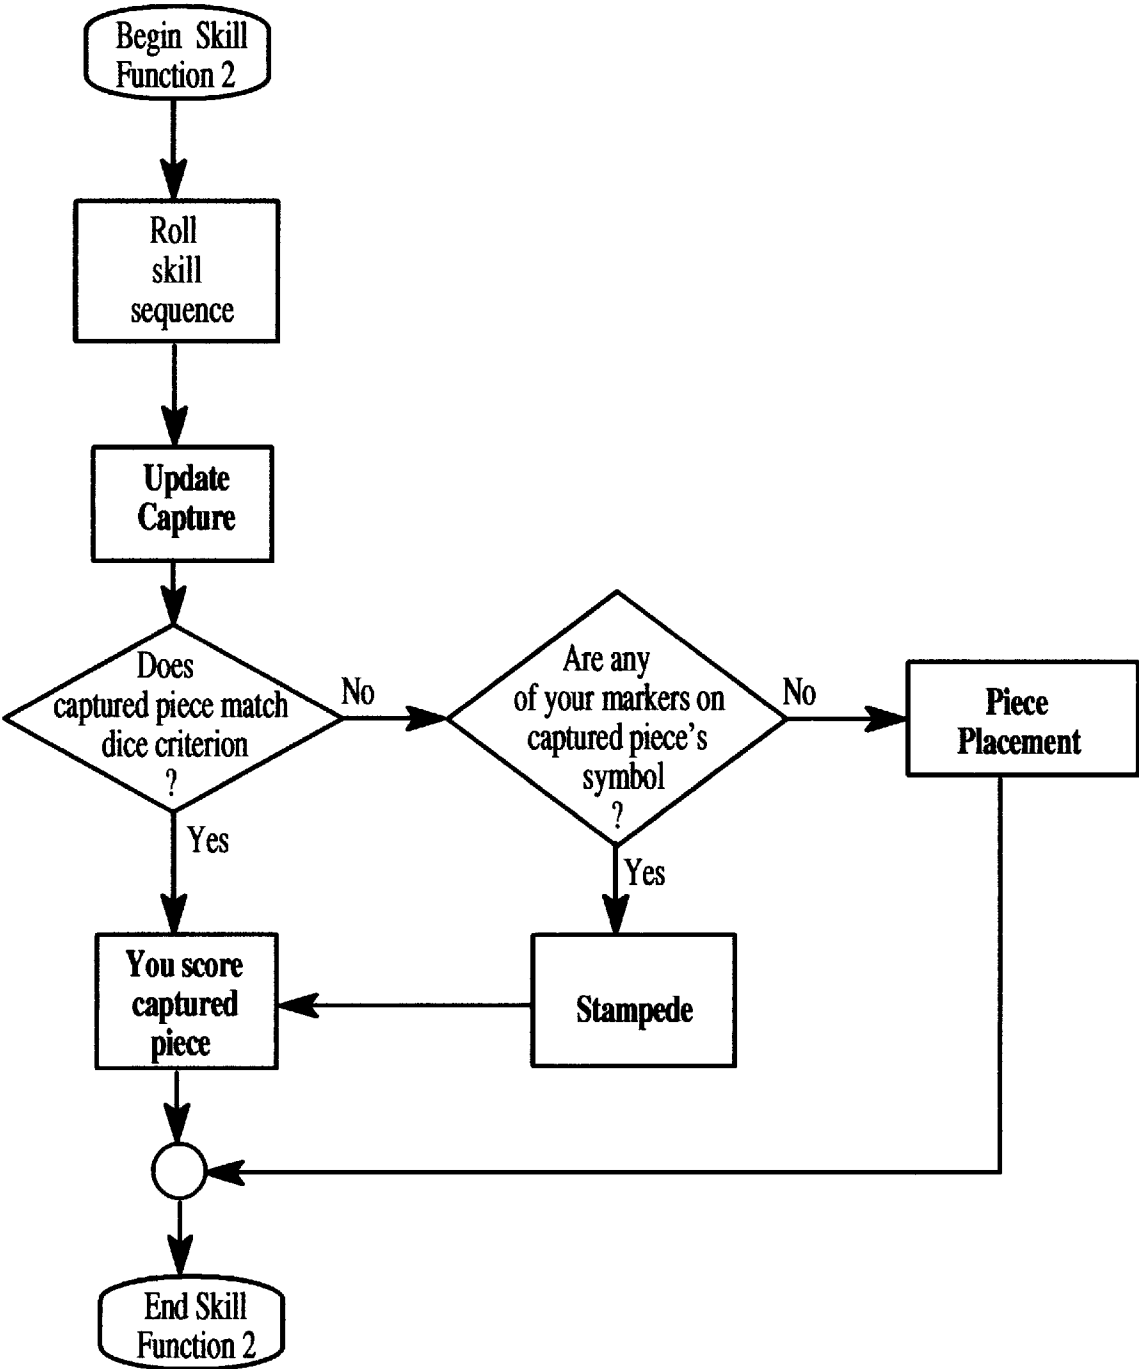 Begin Skill
Function 2
Roll
skill
sequence
Update
Capture
Does
captured piece match
dice criterion
?
No
Are any
of your markers on
captured piece's
symbol
?
No
Piece
Placement
Yes
Yes
You score
captured
piece
Stampede
End Skill
Function 2